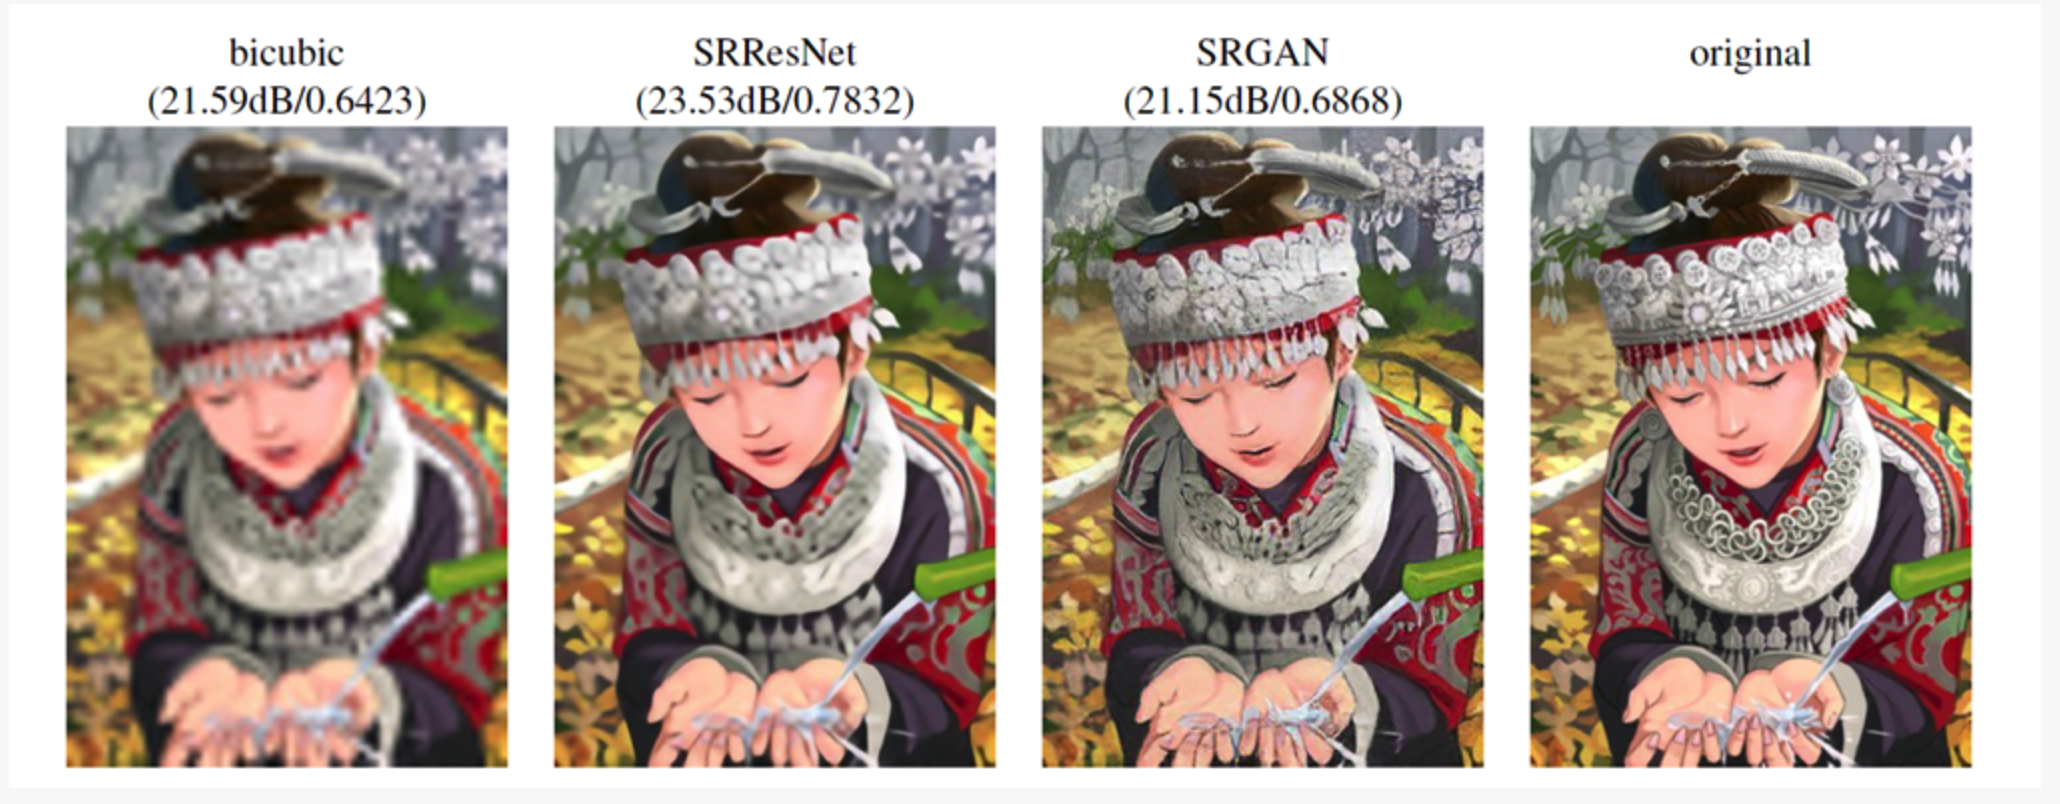 bicubic
(21.59dB/0.6423)
SRResNet
(23.53dB/0.7832)
SRGAN
(21.15dB/0.6868)
original